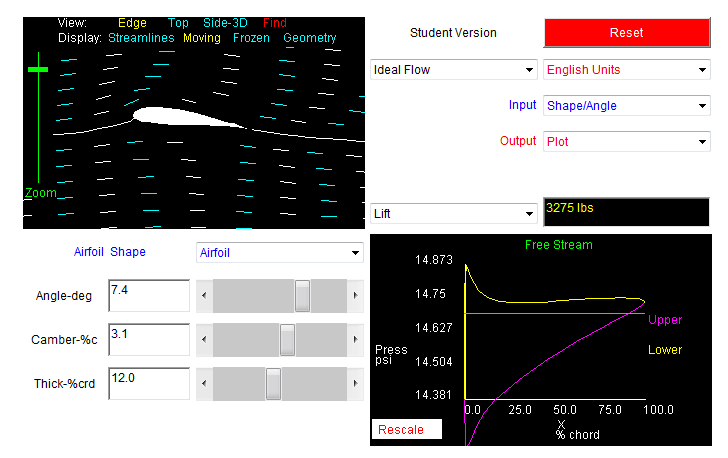 View: Edge Top Side-3D Find
Display: Streamlines Moving Frozen Geometry
Zoom
Student Version Reset
Ideal Flow English Units
Input Shape/Angle
Output Plot
Lift 3275 lbs
Airfoil Shape Airfoil
Angle-deg 7.4
Camber-%c 3.1
Thick-%crd 12.0
Free Stream
14.873
14.75
14.627
14.504
14.381
Press
psi
Upper
Lower
0.0 25.0 50.0 75.0 100.0
X
% chord
Rescale